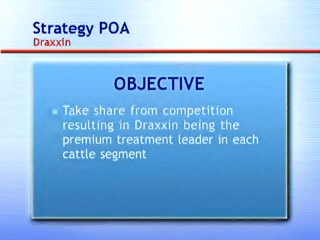 Strategy POA
Draxxin
OBJECTIVE
Take share from competition
resulting in Draxxin being the
premium treatment leader in each
cattle segment